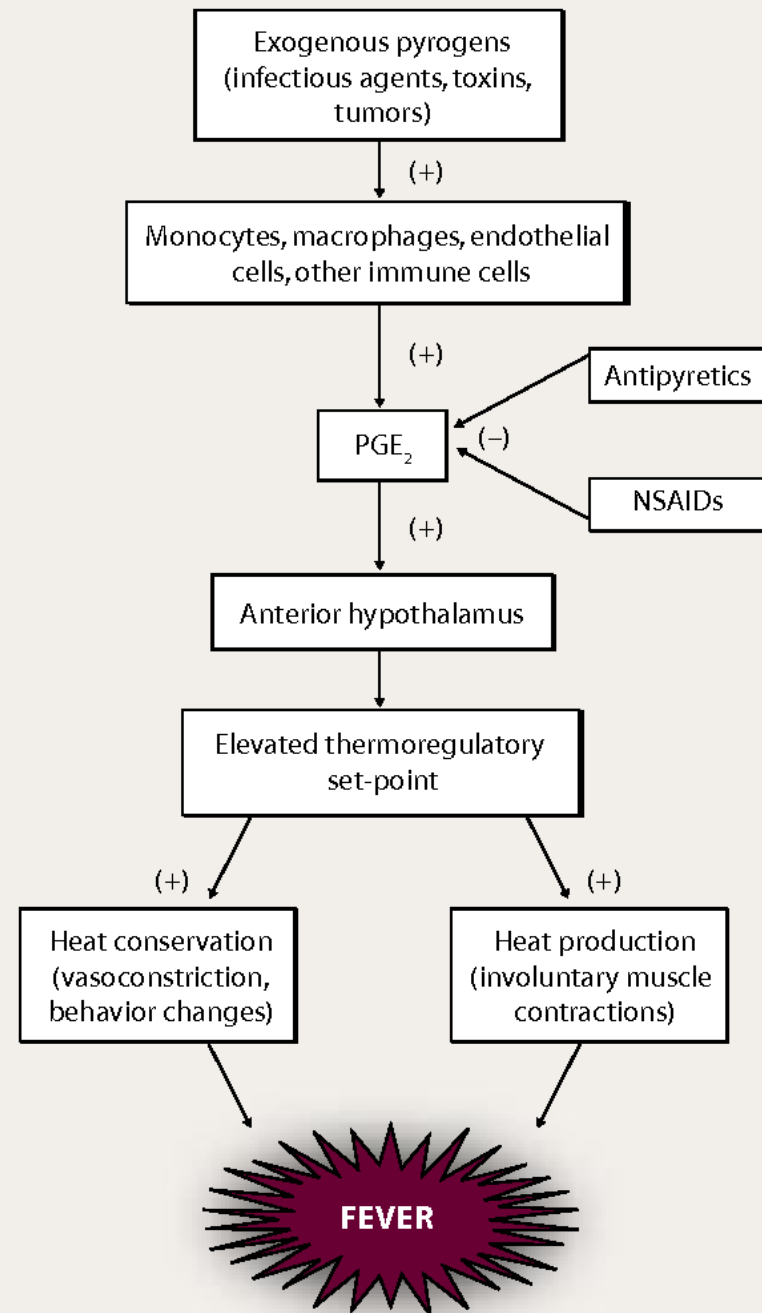 Exogenous pyrogens
(infectious agents, toxins,
tumors)
(+)
Monocytes, macrophages, endothelial
cells, other immune cells
(+)
Antipyretics
PGE₂
(–)
NSAIDs
(+)
Anterior hypothalamus
Elevated thermoregulatory
set-point
(+)
(+)
Heat conservation
(vasoconstriction,
behavior changes)
Heat production
(involuntary muscle
contractions)
FEVER